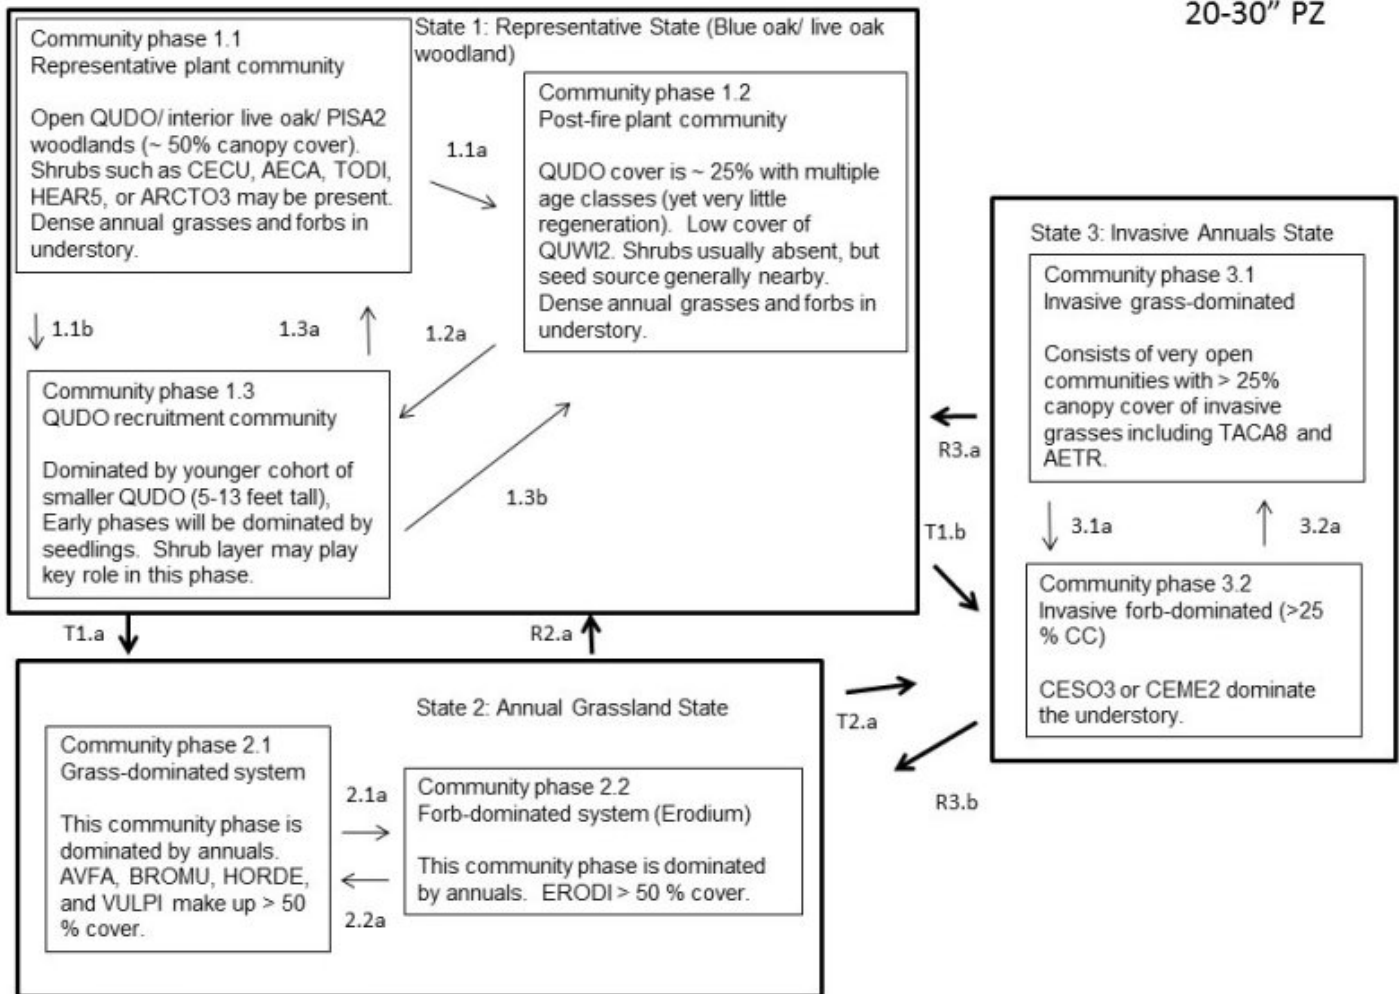 20-30” PZ
State 1: Representative State (Blue oak/ live oak
woodland)
Community phase 1.1
Representative plant community
Open QUDO/ interior live oak/ PISA2
woodlands (~ 50% canopy cover).
Shrubs such as CECU, AECA, TODI,
HEAR5, or ARCTO3 may be present.
Dense annual grasses and forbs in
understory.
1.1a
Community phase 1.2
Post-fire plant community
QUDO cover is ~ 25% with multiple
age classes (yet very little
regeneration). Low cover of
QUWI2. Shrubs usually absent, but
seed source generally nearby.
Dense annual grasses and forbs in
understory.
1.1b
1.3a
1.2a
Community phase 1.3
QUDO recruitment community
Dominated by younger cohort of
smaller QUDO (5-13 feet tall),
Early phases will be dominated by
seedlings. Shrub layer may play
key role in this phase.
1.3b
State 3: Invasive Annuals State
Community phase 3.1
Invasive grass-dominated
Consists of very open
communities with > 25%
canopy cover of invasive
grasses including TACA8 and
AETR.
R3.a
T1.b
3.1a
3.2a
Community phase 3.2
Invasive forb-dominated (>25
% CC)
CESO3 or CEME2 dominate
the understory.
T1.a
R2.a
State 2: Annual Grassland State
Community phase 2.1
Grass-dominated system
This community phase is
dominated by annuals.
AVFA, BROMU, HORDE,
and VULPI make up > 50
% cover.
2.1a
2.2a
Community phase 2.2
Forb-dominated system (Erodium)
This community phase is dominated
by annuals. ERODI > 50 % cover.
T2.a
R3.b